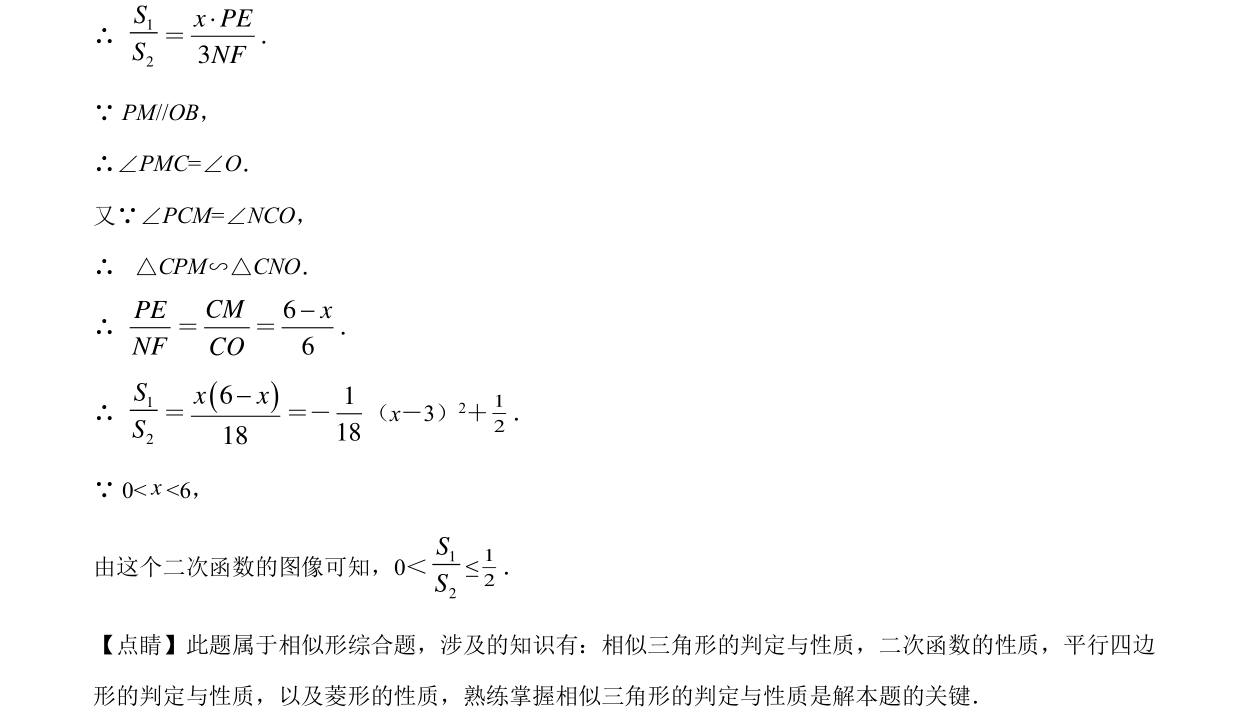 ∴ S₁/S₂ = x·PE/3NF．
∵ PM//OB，
∴∠PMC=∠O．
又∵∠PCM=∠NCO，
∴ △CPM∽△CNO．
∴ PE/NF = CM/CO = (6−x)/6．
∴ S₁/S₂ = x(6−x)/18 =－1/18（x－3）²＋1/2．
∵ 0<x<6，
由这个二次函数的图像可知，0＜S₁/S₂≤1/2．
【点睛】此题属于相似形综合题，涉及的知识有：相似三角形的判定与性质，二次函数的性质，平行四边
形的判定与性质，以及菱形的性质，熟练掌握相似三角形的判定与性质是解本题的关键．